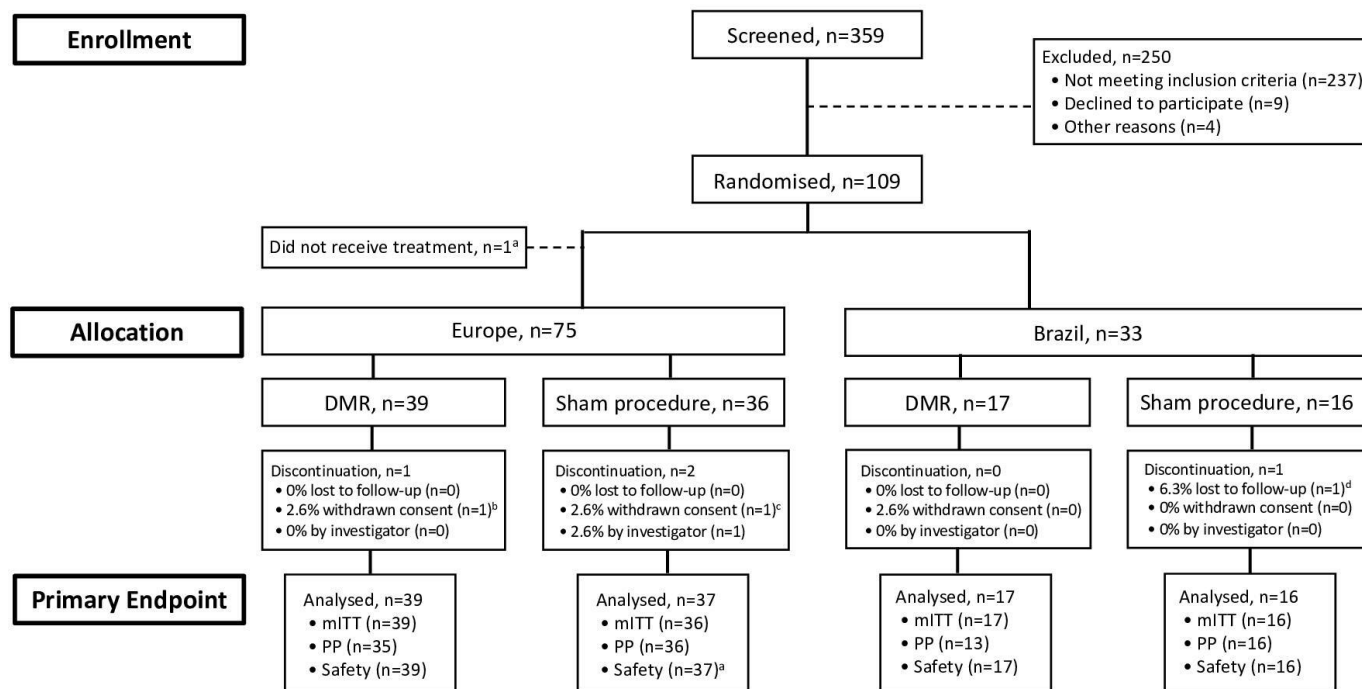 Enrollment
Screened, n=359
Excluded, n=250
• Not meeting inclusion criteria (n=237)
• Declined to participate (n=9)
• Other reasons (n=4)
Randomised, n=109
Did not receive treatment, n=1ᵃ
Allocation
Europe, n=75
Brazil, n=33
DMR, n=39
Sham procedure, n=36
DMR, n=17
Sham procedure, n=16
Discontinuation, n=1
• 0% lost to follow-up (n=0)
• 2.6% withdrawn consent (n=1)ᵇ
• 0% by investigator (n=0)
Discontinuation, n=2
• 0% lost to follow-up (n=0)
• 2.6% withdrawn consent (n=1)ᶜ
• 2.6% by investigator (n=1)
Discontinuation, n=0
• 0% lost to follow-up (n=0)
• 2.6% withdrawn consent (n=0)
• 0% by investigator (n=0)
Discontinuation, n=1
• 6.3% lost to follow-up (n=1)ᵈ
• 0% withdrawn consent (n=0)
• 0% by investigator (n=0)
Primary Endpoint
Analysed, n=39
• mITT (n=39)
• PP (n=35)
• Safety (n=39)
Analysed, n=37
• mITT (n=36)
• PP (n=36)
• Safety (n=37)ᵃ
Analysed, n=17
• mITT (n=17)
• PP (n=13)
• Safety (n=17)
Analysed, n=16
• mITT (n=16)
• PP (n=16)
• Safety (n=16)